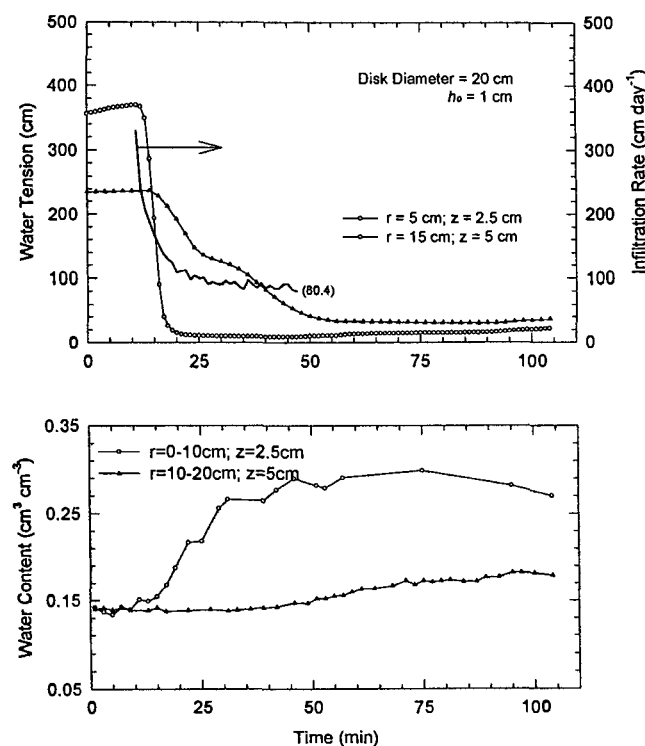 500
500
400
400
300
300
200
200
100
100
0
0
0
25
50
75
100
Water Tension (cm)
Infiltration Rate (cm day⁻¹)
Disk Diameter = 20 cm
hₒ = 1 cm
r = 5 cm; z = 2.5 cm
r = 15 cm; z = 5 cm
(80.4)
0.35
0.25
0.15
0.05
Water Content (cm³ cm⁻³)
r=0-10cm; z=2.5cm
r=10-20cm; z=5cm
0
25
50
75
100
Time (min)